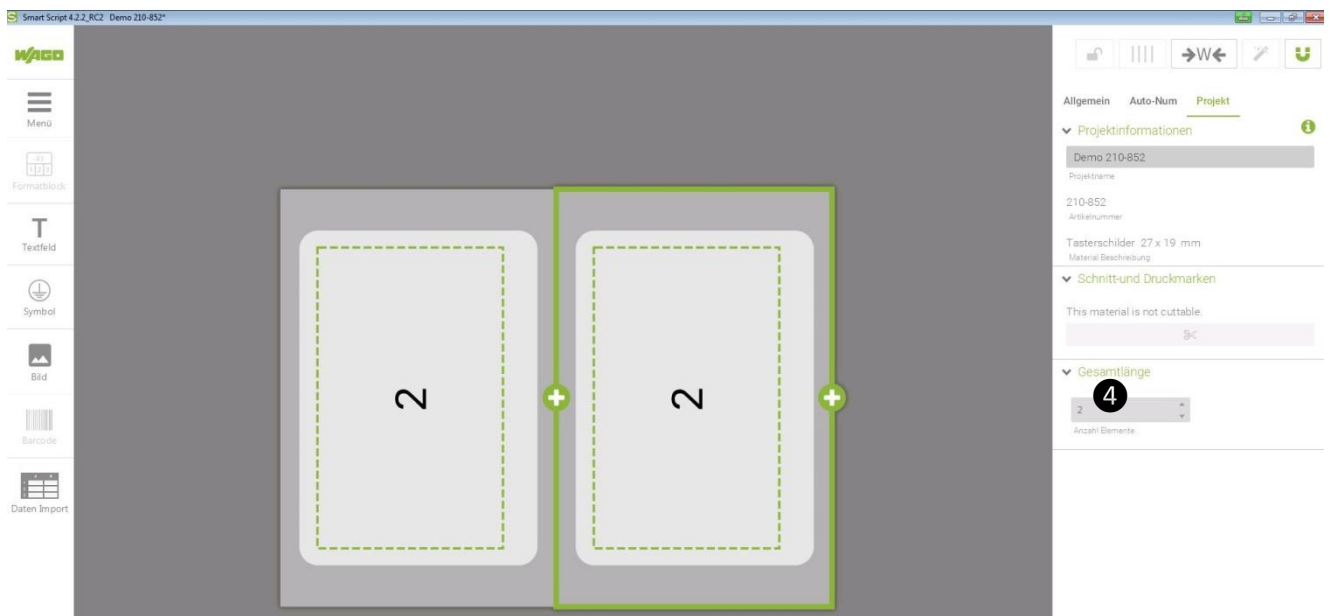 Smart Script 4.2.2_RC2 Demo 210-852*
WAGO
Menü
Formatblock
Textfeld
Symbol
Bild
Barcode
Daten Import
2
2
W
Allgemein Auto-Num Projekt
Projektinformationen
Demo 210-852
Projektname
210-852
Artikelnummer
Tasterschilder 27 x 19 mm
Material Beschreibung
Schnitt-und Druckmarken
This material is not cuttable.
Gesamtlänge
4
2
Anzahl Elemente